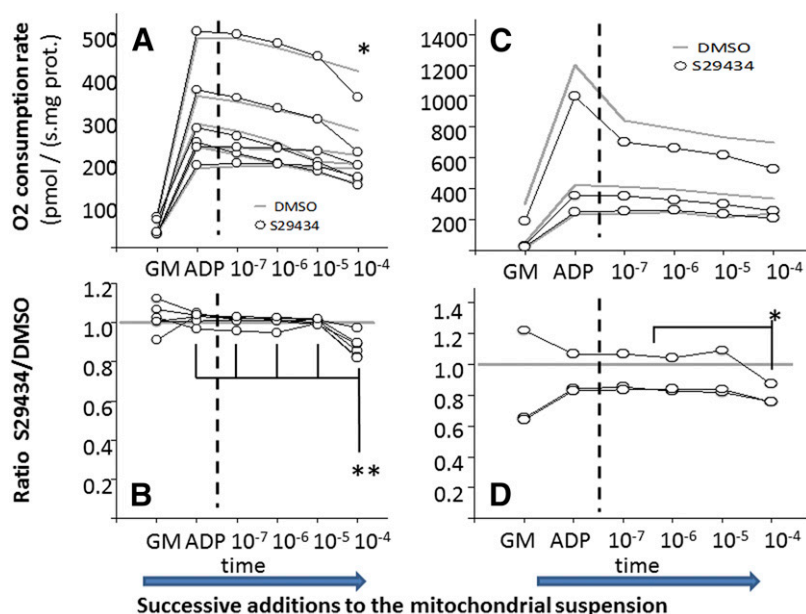 A
O2 consumption rate
(pmol / (s.mg prot.)
500
400
300
200
100
*
DMSO
S29434
GM ADP 10-7 10-6 10-5 10-4
C
1400
1200
1000
800
600
400
200
DMSO
S29434
GM ADP 10-7 10-6 10-5 10-4
B
Ratio S29434/DMSO
1.2
1.0
0.8
0.6
0.4
0.2
**
GM ADP 10-7 10-6 10-5 10-4
time
D
1.4
1.2
1.0
0.8
0.6
0.4
0.2
*
GM ADP 10-7 10-6 10-5 10-4
time
Successive additions to the mitochondrial suspension